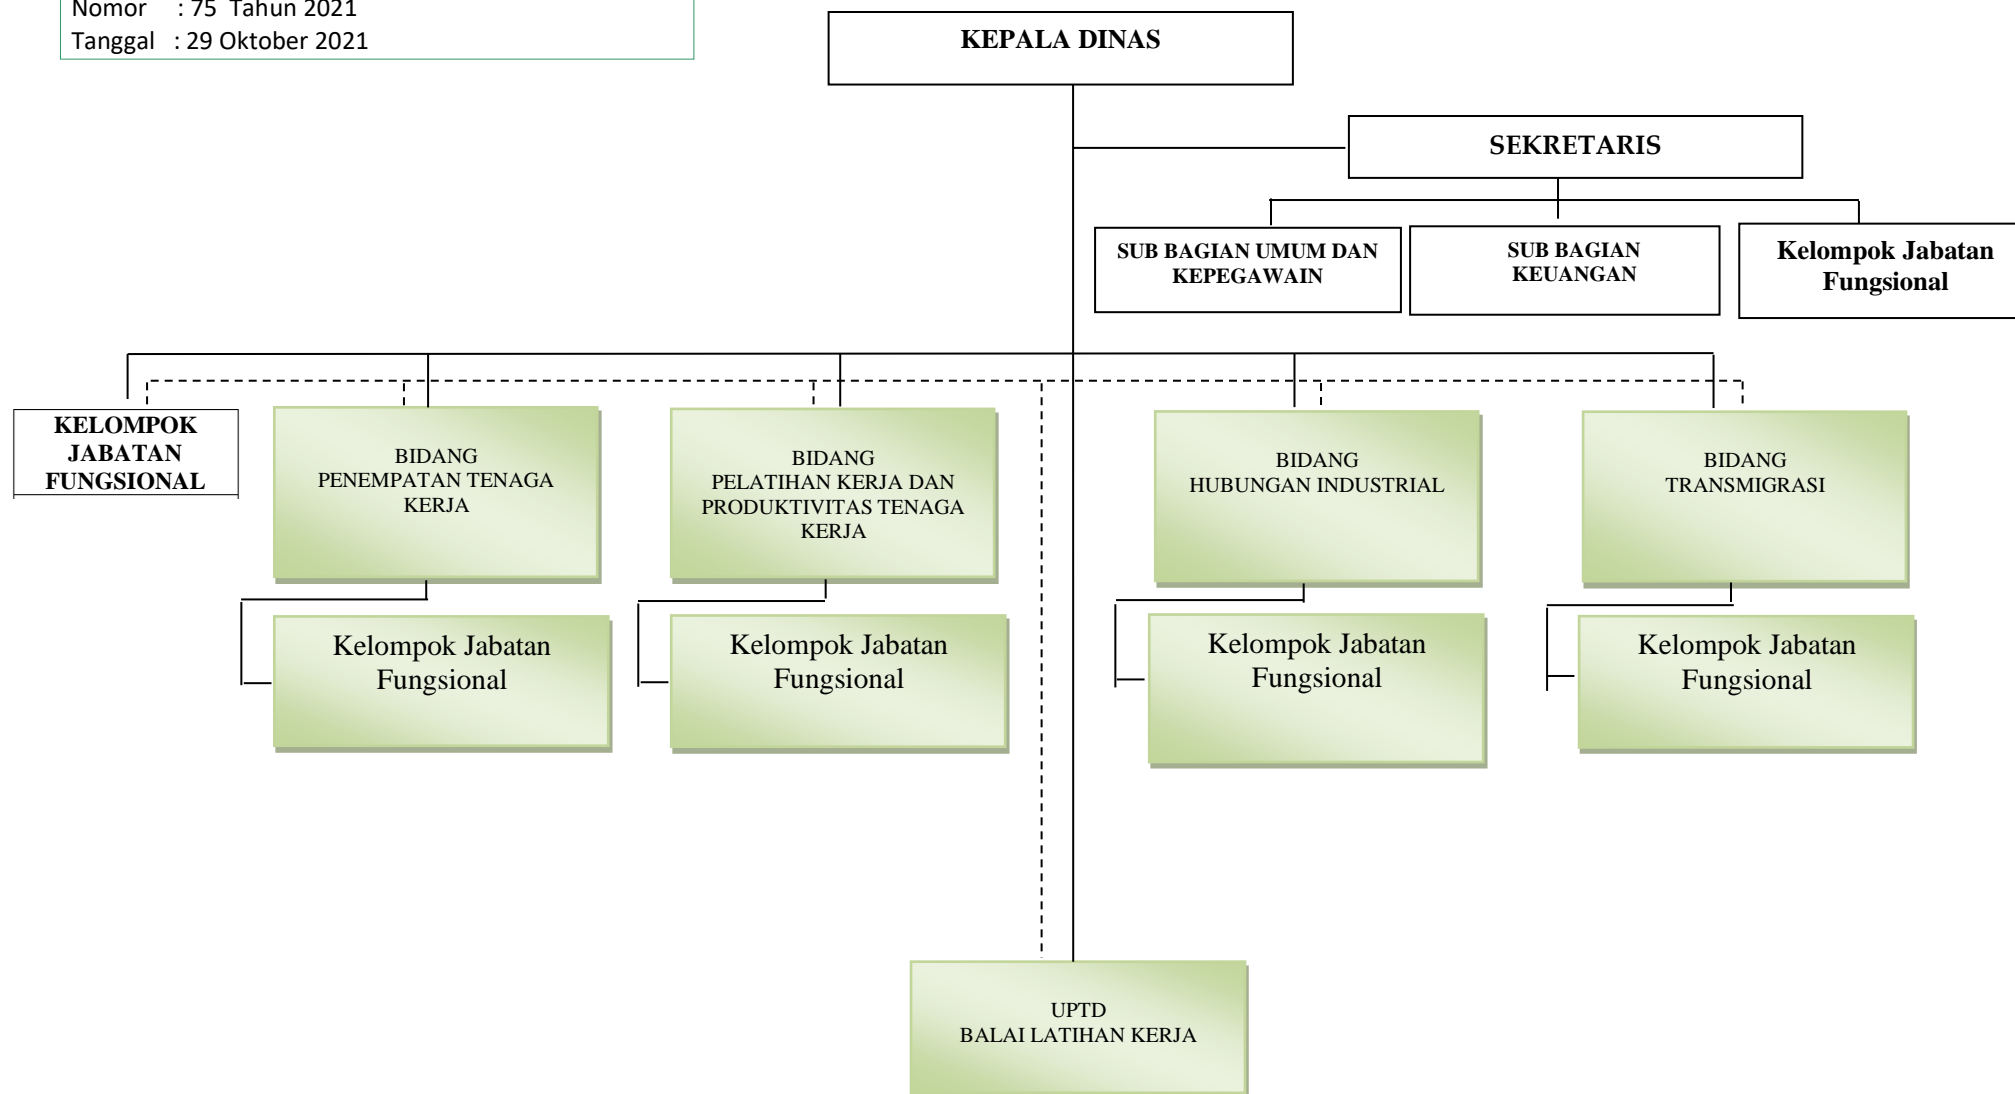 Nomor : 75 Tahun 2021
Tanggal : 29 Oktober 2021
KEPALA DINAS
SEKRETARIS
SUB BAGIAN UMUM DAN
KEPEGAWAIN
SUB BAGIAN
KEUANGAN
Kelompok Jabatan
Fungsional
KELOMPOK
JABATAN
FUNGSIONAL
BIDANG
PENEMPATAN TENAGA
KERJA
BIDANG
PELATIHAN KERJA DAN
PRODUKTIVITAS TENAGA
KERJA
BIDANG
HUBUNGAN INDUSTRIAL
BIDANG
TRANSMIGRASI
Kelompok Jabatan
Fungsional
Kelompok Jabatan
Fungsional
Kelompok Jabatan
Fungsional
Kelompok Jabatan
Fungsional
UPTD
BALAI LATIHAN KERJA